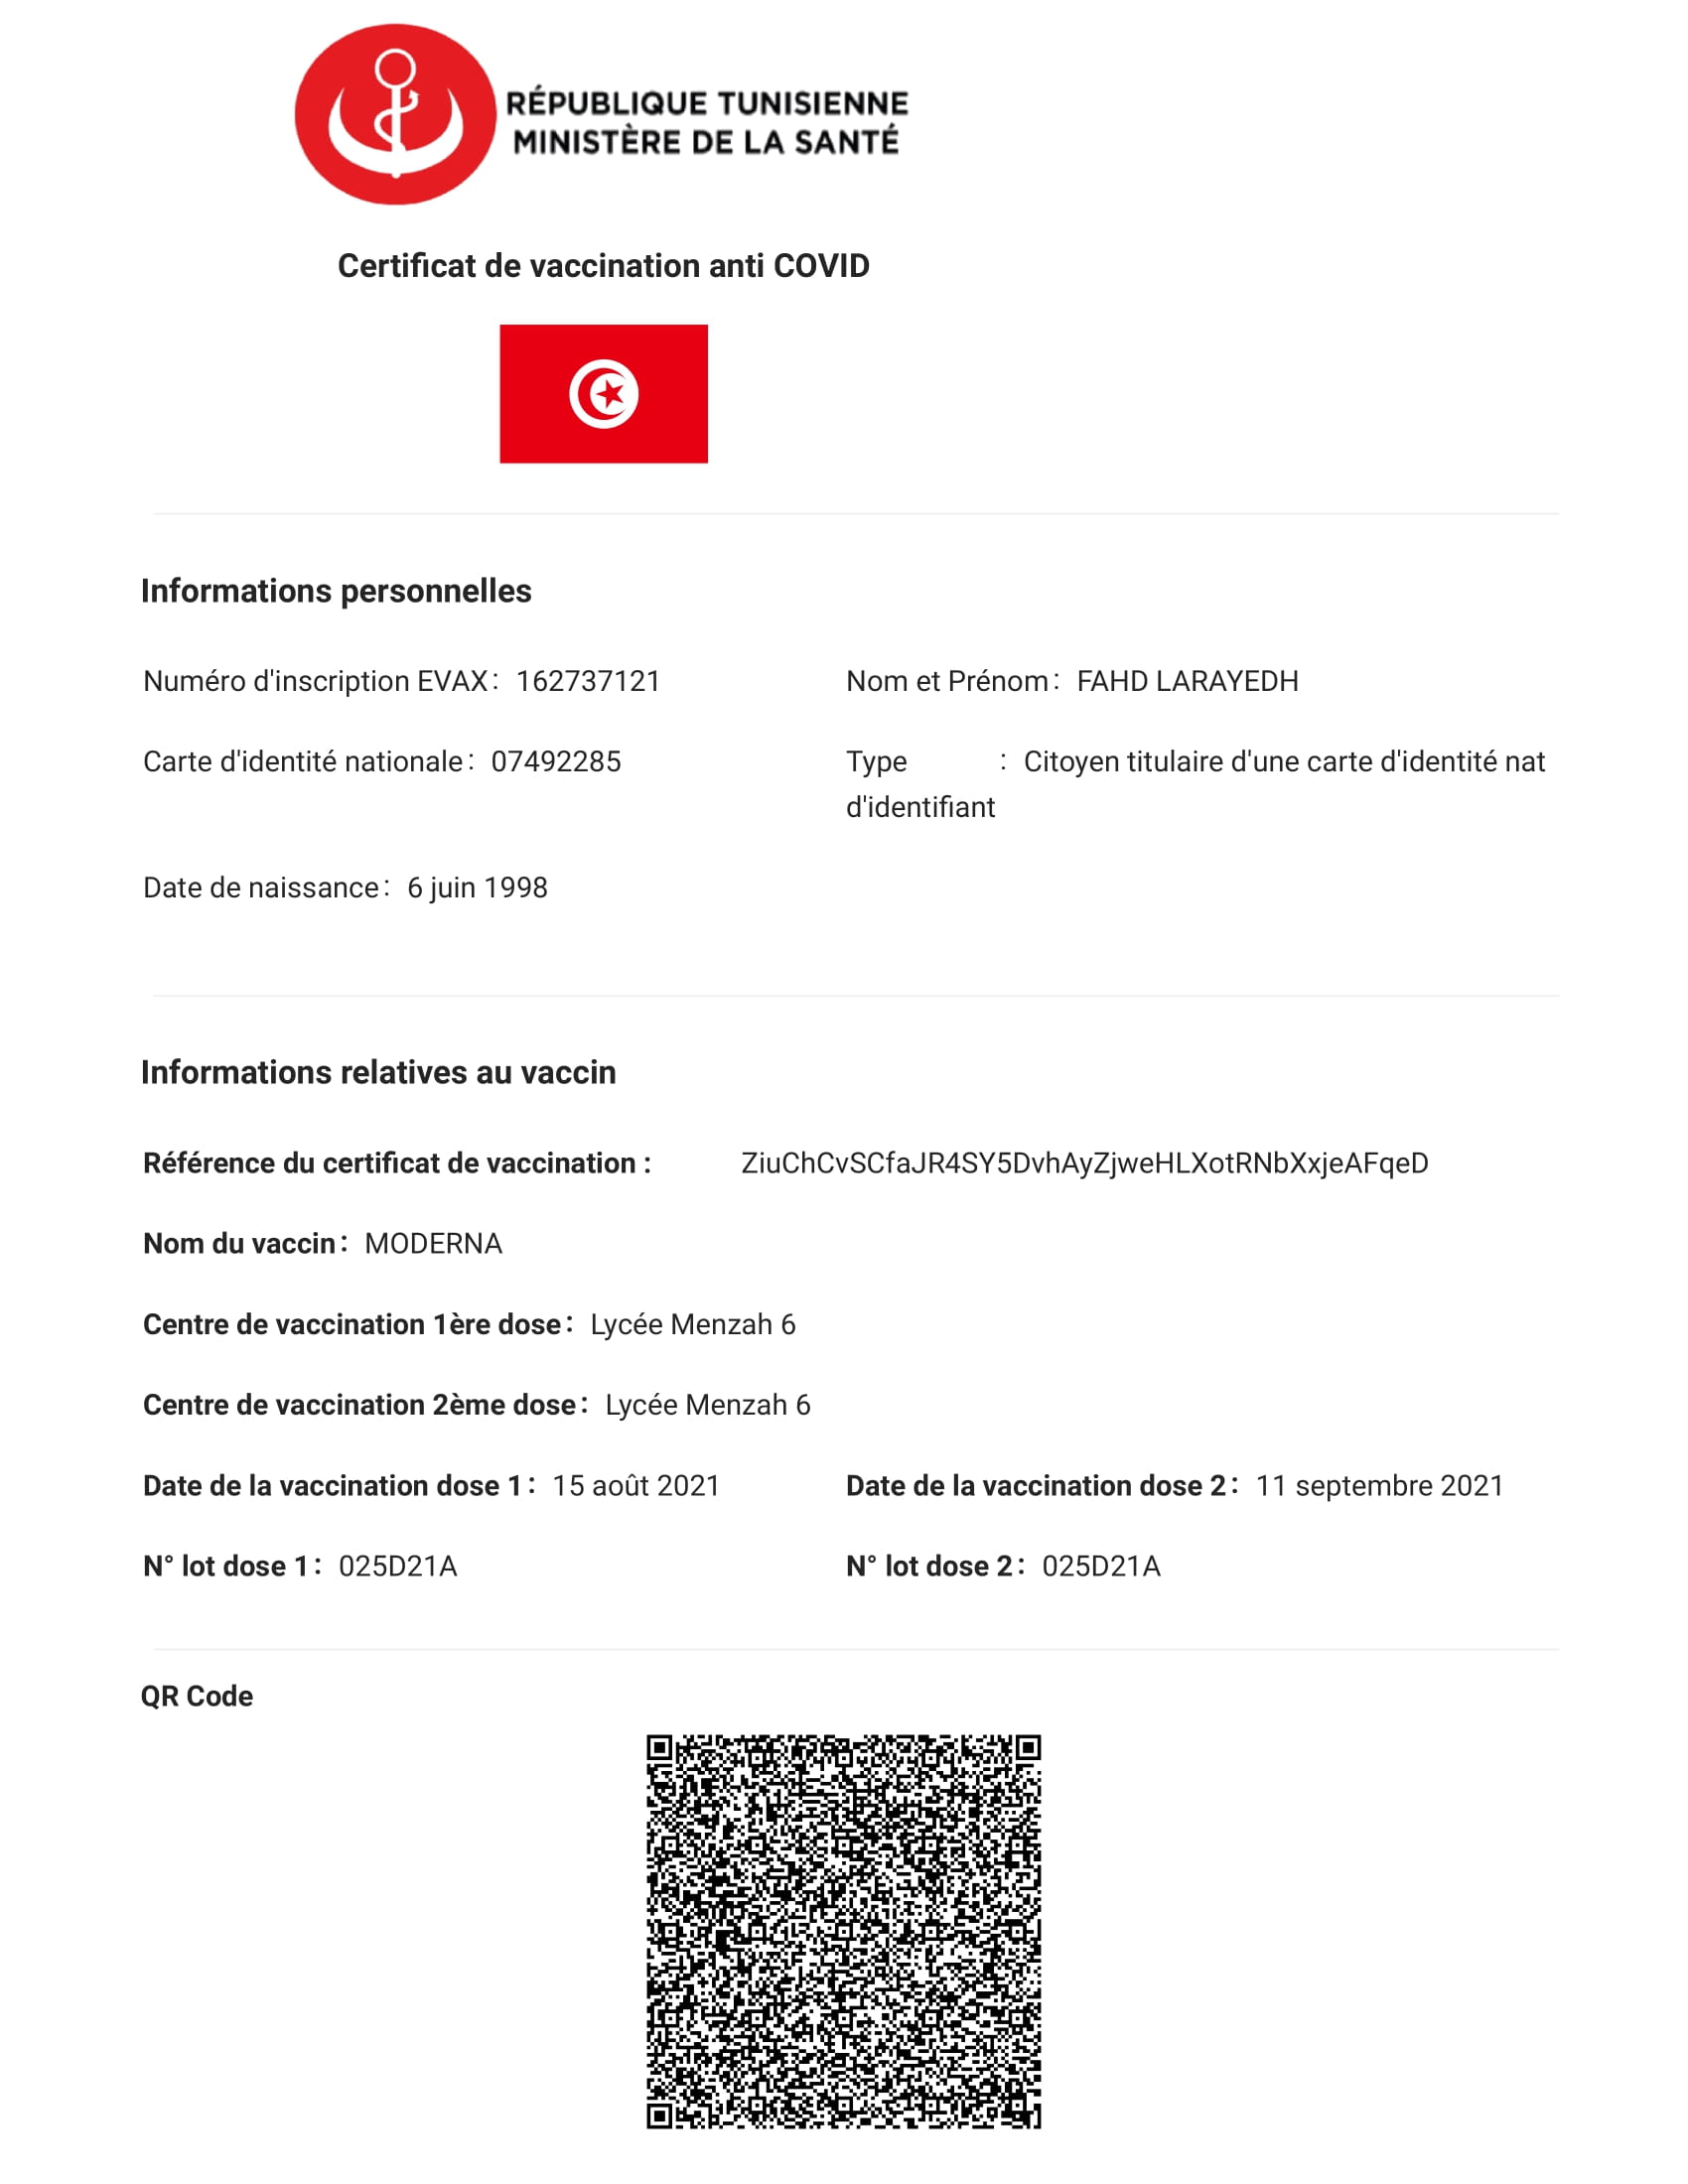 RÉPUBLIQUE TUNISIENNE
MINISTÈRE DE LA SANTÉ
Certificat de vaccination anti COVID
Informations personnelles
Numéro d'inscription EVAX: 162737121
Nom et Prénom: FAHD LARAYEDH
Carte d'identité nationale: 07492285
Type : Citoyen titulaire d'une carte d'identité nat
d'identifiant
Date de naissance: 6 juin 1998
Informations relatives au vaccin
Référence du certificat de vaccination : ZiuChCvSCfaJR4SY5DvhAyZjweHLXotRNbXxjeAFqeD
Nom du vaccin: MODERNA
Centre de vaccination 1ère dose: Lycée Menzah 6
Centre de vaccination 2ème dose: Lycée Menzah 6
Date de la vaccination dose 1: 15 août 2021
Date de la vaccination dose 2: 11 septembre 2021
N° lot dose 1: 025D21A
N° lot dose 2: 025D21A
QR Code